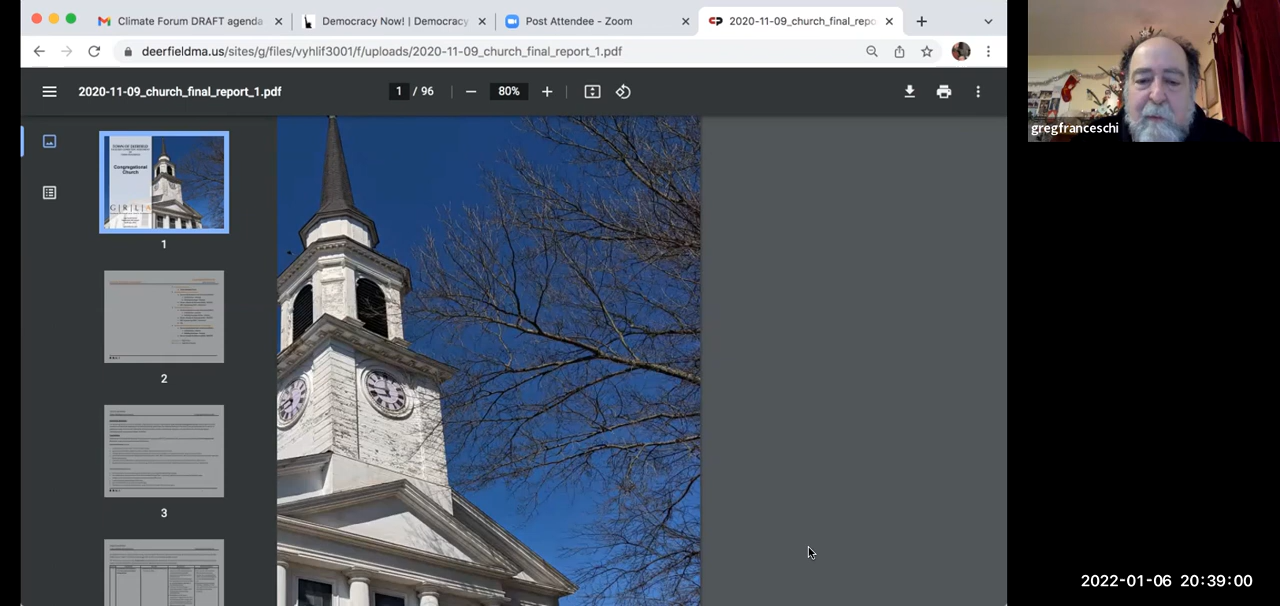 Climate Forum DRAFT agenda
Democracy Now! | Democracy
Post Attendee - Zoom
2020-11-09_church_final_repo
deerfieldma.us/sites/g/files/vyhlif3001/f/uploads/2020-11-09_church_final_report_1.pdf
2020-11-09_church_final_report_1.pdf
1 / 96
80%
Congregational
Church
G|R|L|A
1
2
3
gregfranceschi
2022-01-06 20:39:00